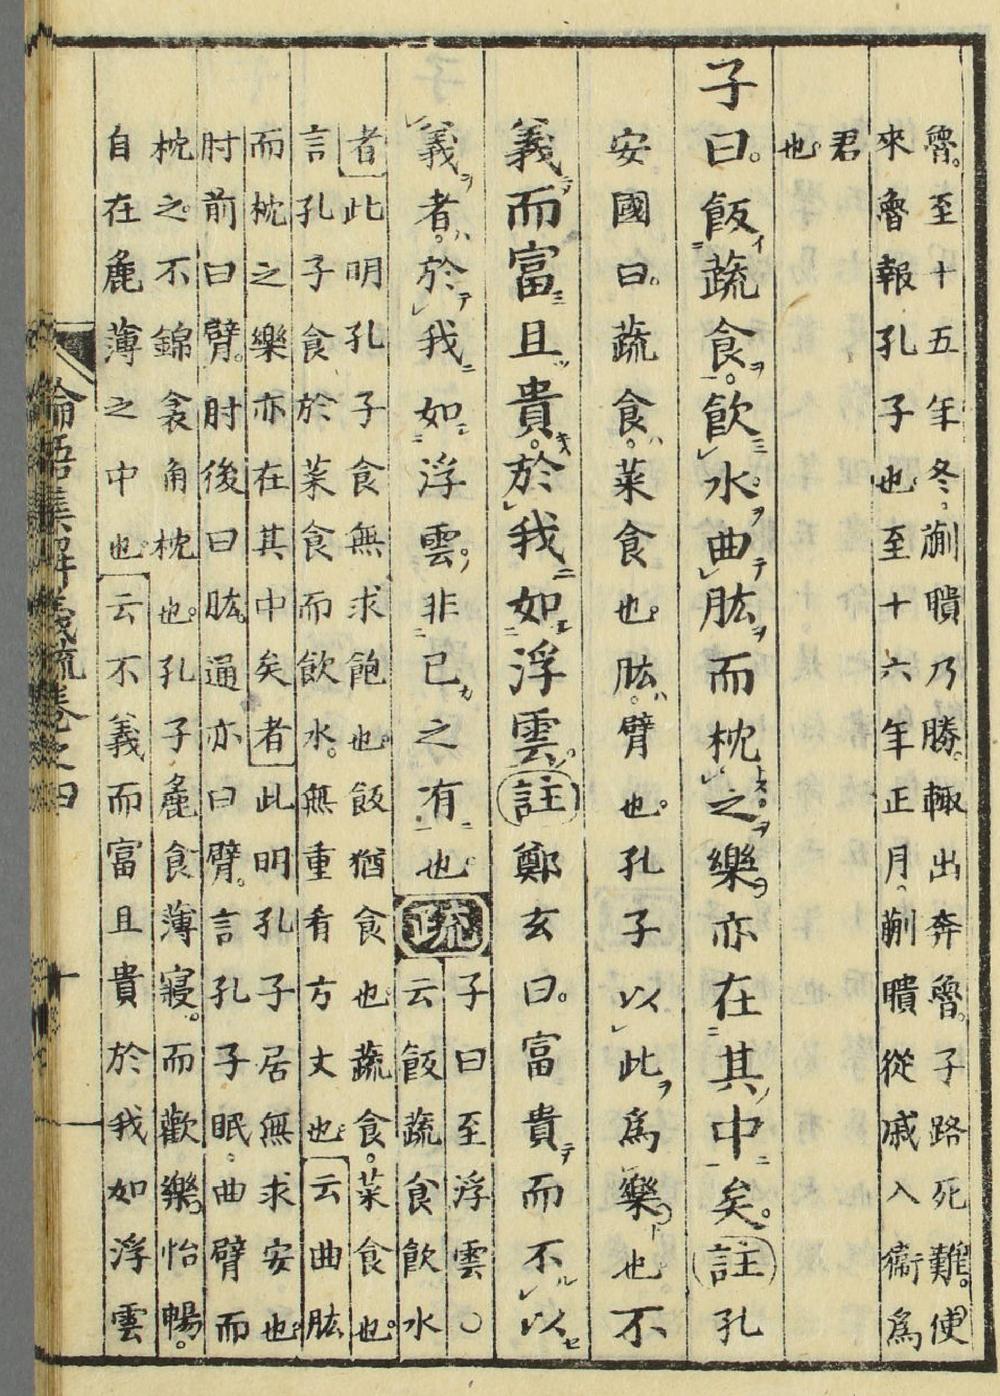 魯。至十五年冬。蒯聵乃勝。輙出奔魯。子路死難。使
來魯報孔子也。至十六年正月。蒯聵從戚入衞爲
君
也。
子曰。飯蔬食。飮水。曲肱而枕之。樂亦在其中矣。註孔
安國曰。蔬食。菜食也。肱。臂也。孔子以此爲樂也不
義而富且貴。於我如浮雲。註鄭玄曰。富貴而不以
義者。於我如浮雲。非已之有也。疏
子曰至浮雲○
云飯蔬食飮水
者此明孔子食無求飽也。飯猶食也。蔬食。菜食也。
言孔子食於菜食而飮水。無重肴方丈也。云曲肱
而枕之樂亦在其中矣者此明孔子居無求安也。
肘前曰臂。肘後曰肱。通亦曰臂。言孔子眠。曲臂而
枕之。不錦衾角枕也。孔子麁食薄寢。而歡樂怡暢。
自在麁薄之中也。云不義而富且貴於我如浮雲
論語集解義疏卷之四
十